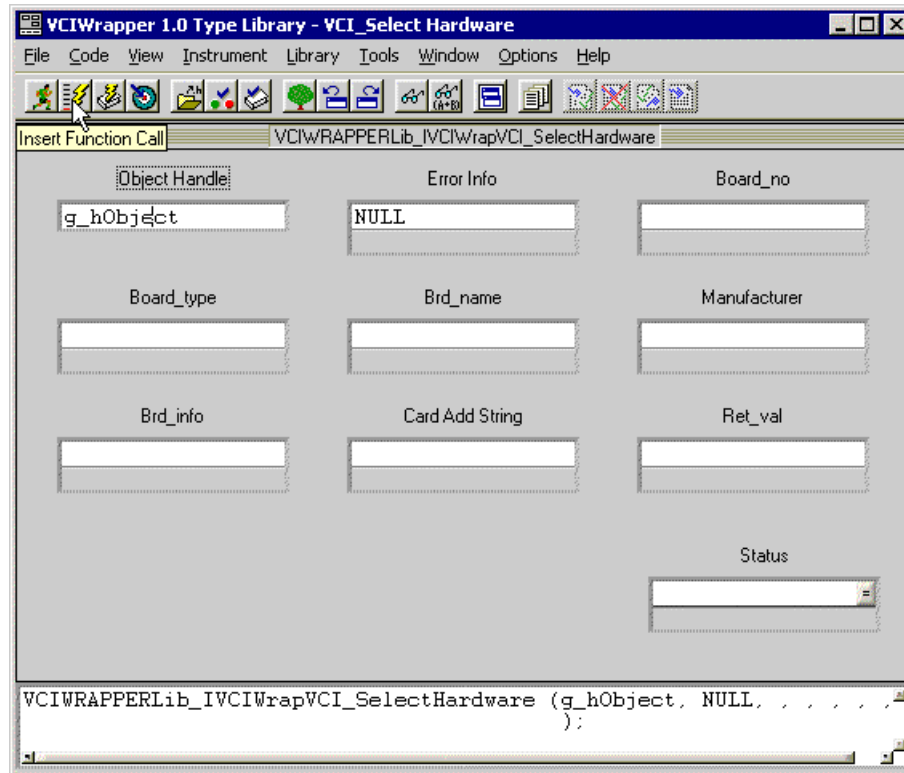 VCIWrapper 1.0 Type Library - VCI_Select Hardware
File Code View Instrument Library Tools Window Options Help
(A+B)
Insert Function Call
VCIWRAPPERLib_IVCIWrapVCI_SelectHardware
Object Handle Error Info Board_no
g_hObject NULL
Board_type Brd_name Manufacturer
Brd_info Card Add String Ret_val
Status
=
VCIWRAPPERLib_IVCIWrapVCI_SelectHardware (g_hObject, NULL, , , , , ,
);